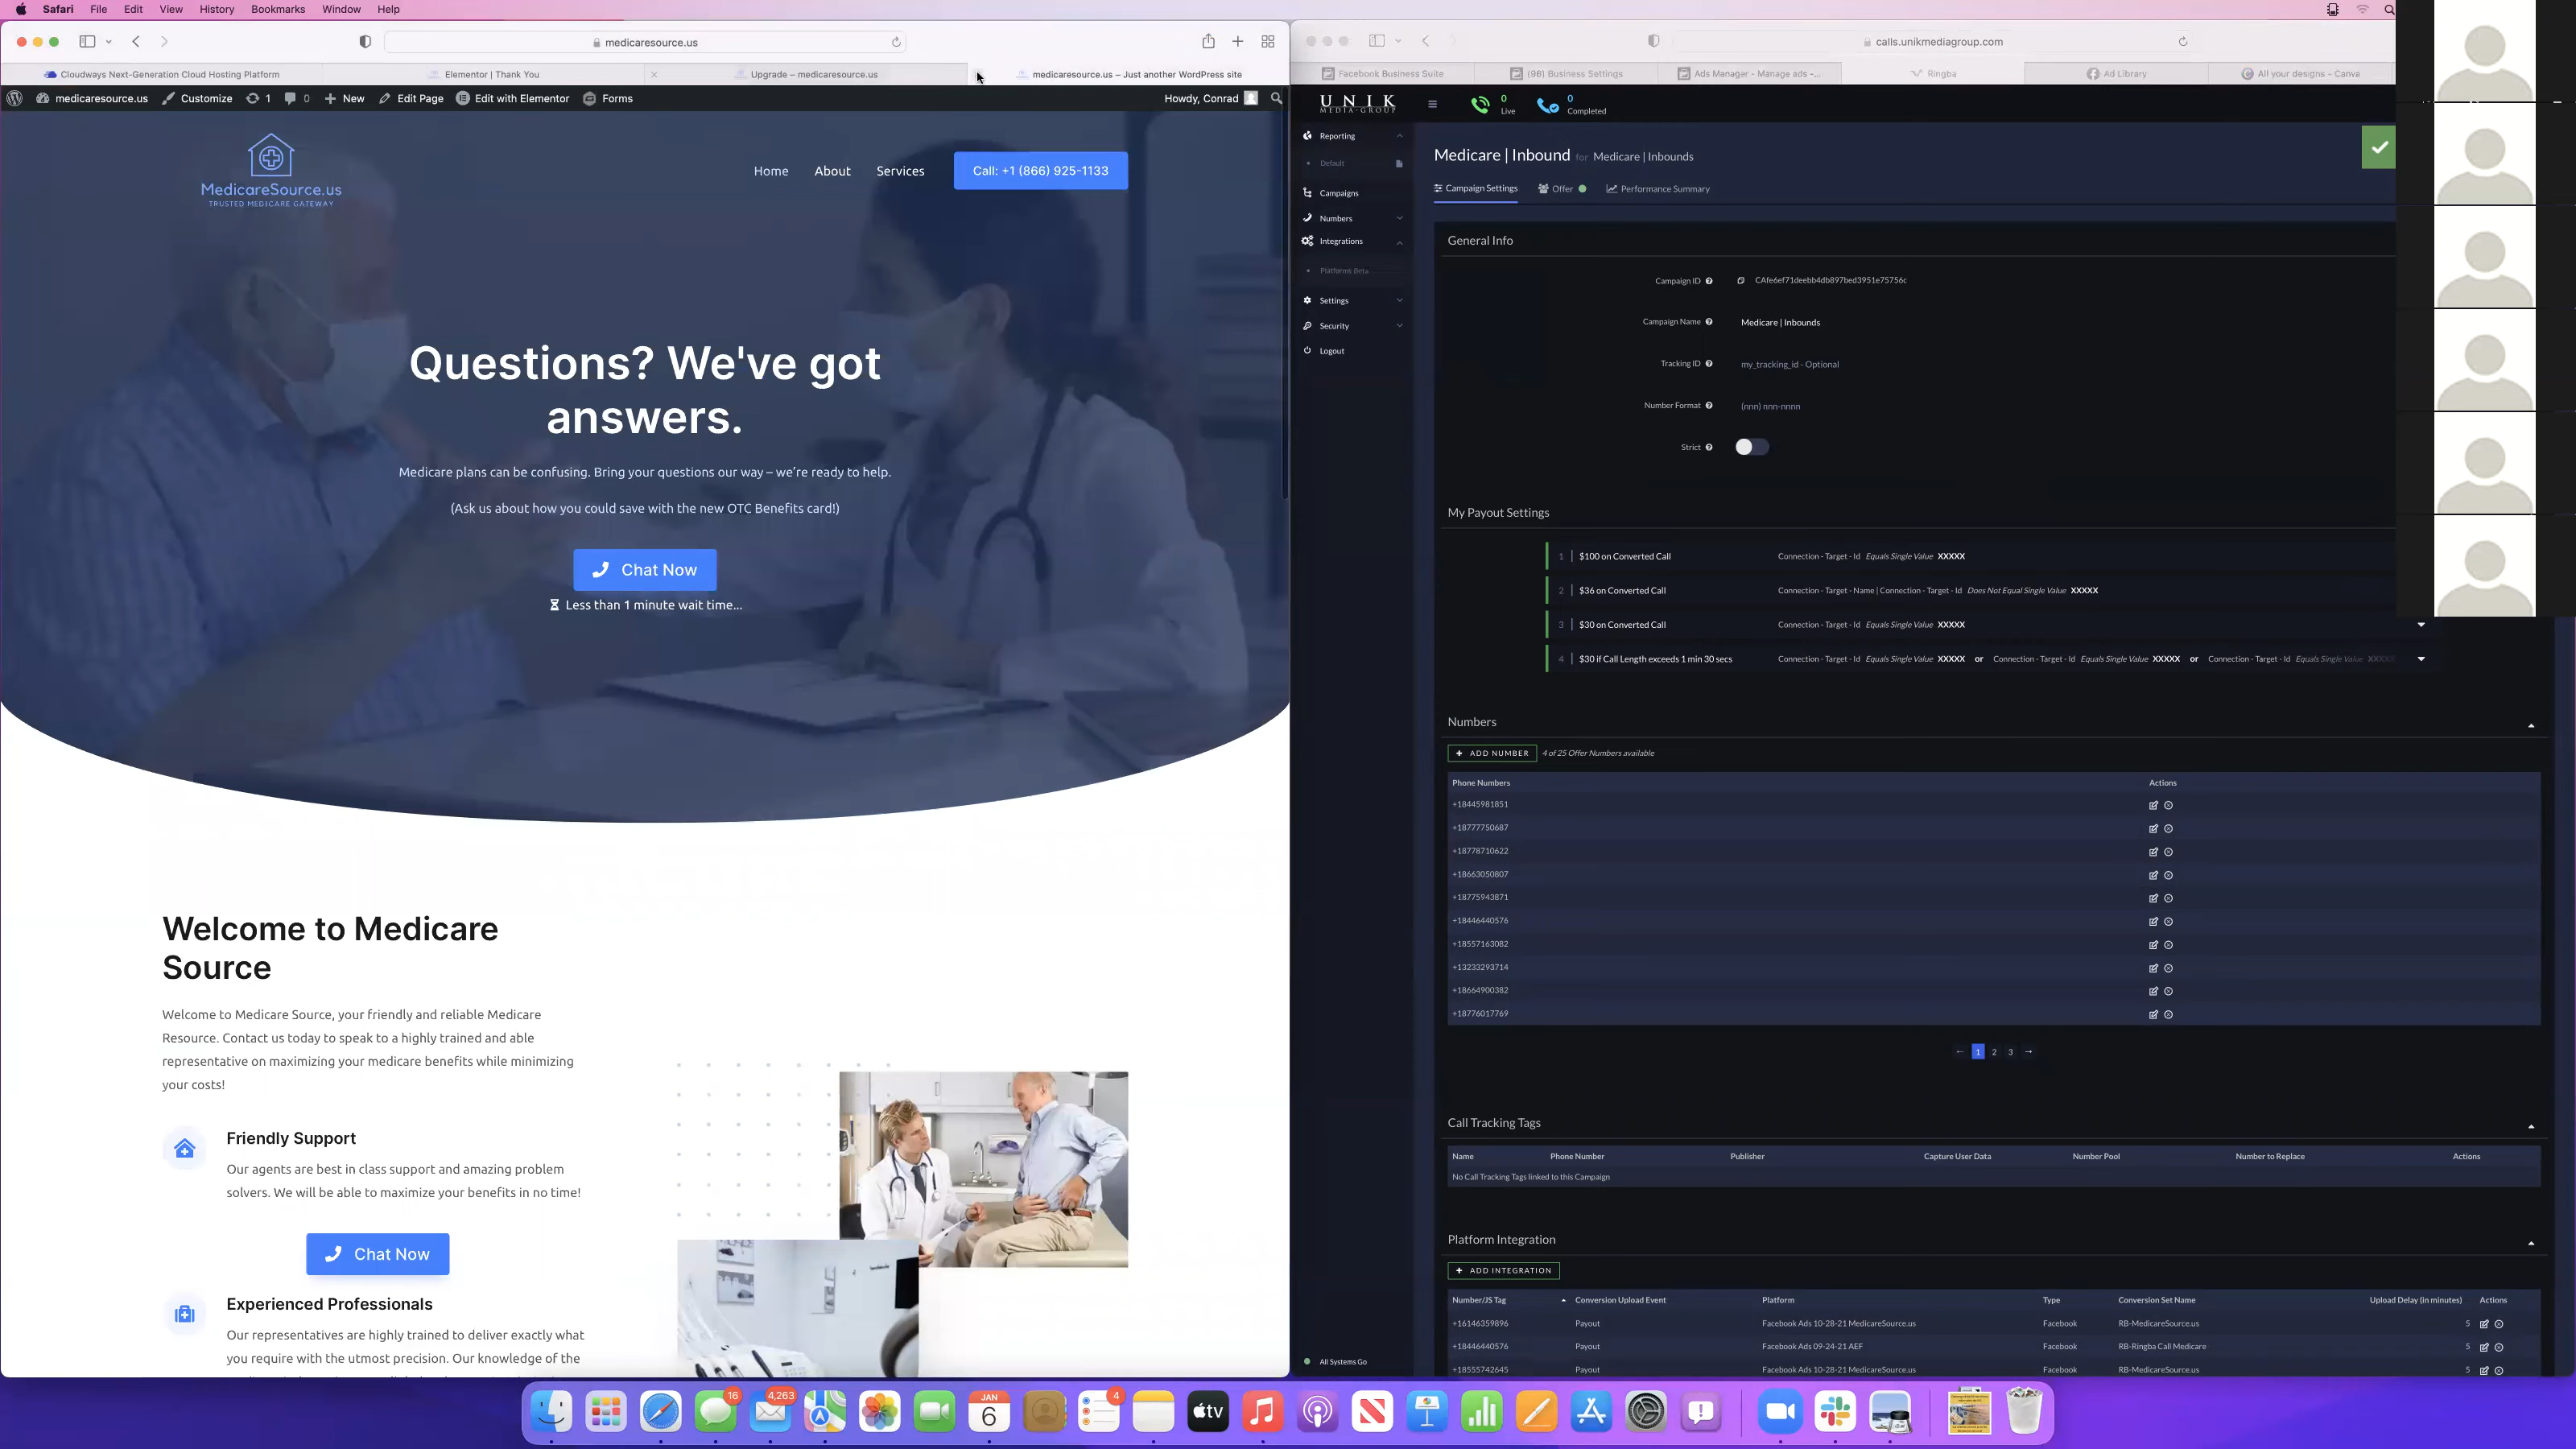 Safari File Edit View History Bookmarks Window Help
medicaresource.us
Cloudways Next-Generation Cloud Hosting Platform
Elementor | Thank You
Upgrade – medicaresource.us
medicaresource.us – Just another WordPress site
medicaresource.us Customize 1 0 New Edit Page Edit with Elementor Forms
Howdy, Conrad
MedicareSource.us
TRUSTED MEDICARE GATEWAY
Home About Services Call: +1 (866) 925-1133
Questions? We've got
answers.
Medicare plans can be confusing. Bring your questions our way – we're ready to help.
(Ask us about how you could save with the new OTC Benefits card!)
Chat Now
Less than 1 minute wait time...
Welcome to Medicare
Source
Welcome to Medicare Source, your friendly and reliable Medicare
Resource. Contact us today to speak to a highly trained and able
representative on maximizing your medicare benefits while minimizing
your costs!
Friendly Support
Our agents are best in class support and amazing problem
solvers. We will be able to maximize your benefits in no time!
Chat Now
Experienced Professionals
Our representatives are highly trained to deliver exactly what
you require with the utmost precision. Our knowledge of the
calls.unikmediagroup.com
Facebook Business Suite
(96) Business Settings
Ads Manager - Manage ads -...
Ringba
Ad Library
All your designs - Canva
UNIK
MEDIA·GROUP
0
Live
0
Completed
Reporting
Default
Campaigns
Numbers
Integrations
Platforms Beta
Settings
Security
Logout
All Systems Go
Medicare | Inbound for Medicare | Inbounds
Campaign Settings Offer Performance Summary
General Info
Campaign ID CAfe6ef71deebb4db897bed3951e75756c
Campaign Name Medicare | Inbounds
Tracking ID my_tracking_id - Optional
Number Format (nnn) nnn-nnnn
Strict
My Payout Settings
1 $100 on Converted Call Connection - Target - Id Equals Single Value XXXXX
2 $36 on Converted Call Connection - Target - Name | Connection - Target - Id Does Not Equal Single Value XXXXX
3 $30 on Converted Call Connection - Target - Id Equals Single Value XXXXX
4 $30 if Call Length exceeds 1 min 30 secs Connection - Target - Id Equals Single Value XXXXX or Connection - Target - Id Equals Single Value XXXXX or Connection - Target - Id Equals Single Value XXXXX
Numbers
+ ADD NUMBER 4 of 25 Offer Numbers available
Phone Numbers Actions
+18445981851
+18777750687
+18778710622
+18663050807
+18775943871
+18446440576
+18557163082
+13233293714
+18664900382
+18776017769
← 1 2 3 →
Call Tracking Tags
Name Phone Number Publisher Capture User Data Number Pool Number to Replace Actions
No Call Tracking Tags linked to this Campaign
Platform Integration
+ ADD INTEGRATION
Number/JS Tag Conversion Upload Event Platform Type Conversion Set Name Upload Delay (in minutes) Actions
+16146359896 Payout Facebook Ads 10-28-21 MedicareSource.us Facebook RB-MedicareSource.us 5
+18446440576 Payout Facebook Ads 09-24-21 AEF Facebook RB-Ringba Call Medicare 5
+18555742645 Payout Facebook Ads 10-28-21 MedicareSource.us Facebook RB-MedicareSource.us 5
16
4,263
JAN
6
4
tv